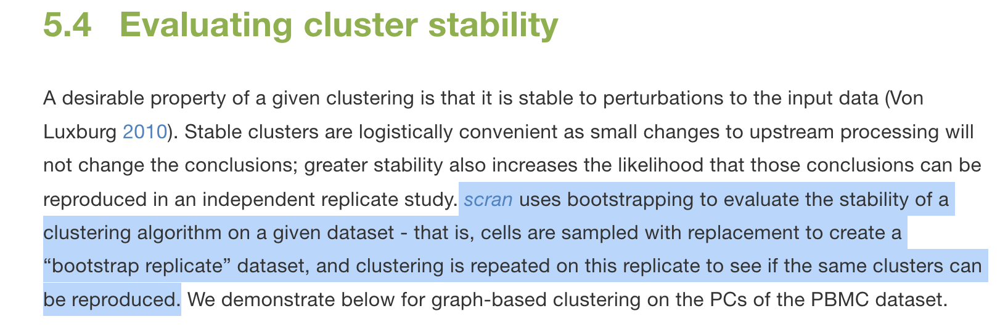 5.4 Evaluating cluster stability
A desirable property of a given clustering is that it is stable to perturbations to the input data (Von
Luxburg 2010). Stable clusters are logistically convenient as small changes to upstream processing will
not change the conclusions; greater stability also increases the likelihood that those conclusions can be
reproduced in an independent replicate study. scran uses bootstrapping to evaluate the stability of a
clustering algorithm on a given dataset - that is, cells are sampled with replacement to create a
“bootstrap replicate” dataset, and clustering is repeated on this replicate to see if the same clusters can
be reproduced. We demonstrate below for graph-based clustering on the PCs of the PBMC dataset.